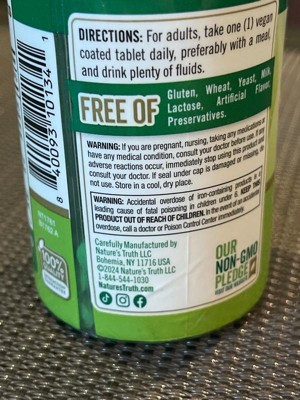 DIRECTIONS: For adults, take one (1) vegan
coated tablet daily, preferably with a meal,
and drink plenty of fluids.
FREE OF
Gluten, Wheat, Yeast, Milk,
Lactose, Artificial Flavor,
Preservatives.
WARNING: If you are pregnant, nursing, taking any medications or
have any medical condition, consult your doctor before use. If any
adverse reactions occur, immediately stop using this product and
consult your doctor. If seal under cap is damaged or missing, do
not use. Store in a cool, dry place.
WARNING: Accidental overdose of iron-containing products is a
leading cause of fatal poisoning in children under 6. KEEP THIS
PRODUCT OUT OF REACH OF CHILDREN. In the event of accidental
overdose, call a doctor or Poison Control Center immediately.
Carefully Manufactured by
Nature's Truth LLC
Bohemia, NY 11716 USA
©2024 Nature's Truth LLC
1-844-544-1030
NaturesTruth.com
OUR
NON-GMO
PLEDGE
8 40093 10134 1
100%